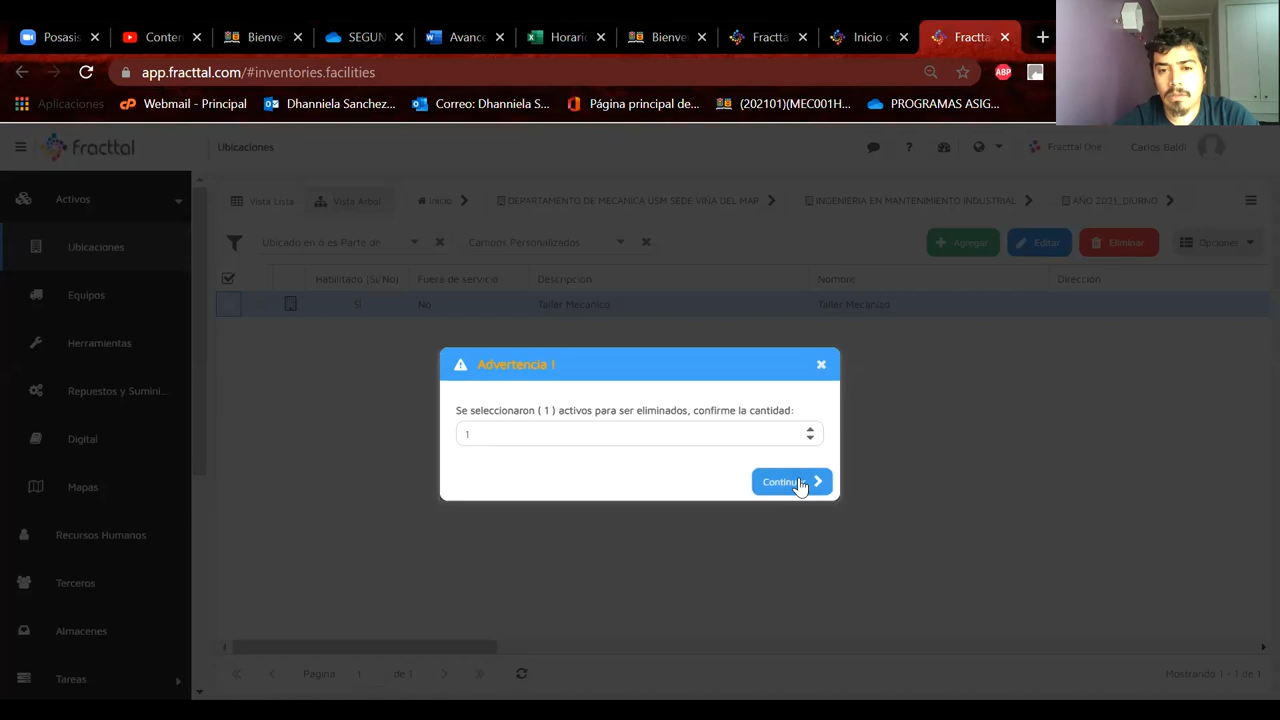 Posasis
Conten
Bienve
SEGUN
Avance
Horario
Bienve
Fractta
Inicio c
Fractta
app.fracttal.com/#inventories.facilities
ABP
Aplicaciones
Webmail - Principal
Dhanniela Sanchez...
Correo: Dhanniela S...
Página principal de...
(202101)(MEC001H...
PROGRAMAS ASIG...
fracttal
Ubicaciones
Fracttal One
Carlos Baldi
Activos
Vista Lista
Vista Arbol
Inicio
DEPARTAMENTO DE MECANICA USM SEDE VIÑA DEL MAR
INGENIERIA EN MANTENIMIENTO INDUSTRIAL
AÑO 2021_DIURNO
Ubicaciones
Ubicado en ó es Parte de
Campos Personalizados
Agregar
Editar
Eliminar
Opciones
Habilitado (Si/No)
Fuera de servicio
Descripcion
Nombre
Direccion
Equipos
SI
No
Taller Mecanico
Taller Mecanico
Herramientas
Advertencia !
Repuestos y Sumini...
Se seleccionaron ( 1 ) activos para ser eliminados, confirme la cantidad:
1
Digital
Continuar
Mapas
Recursos Humanos
Terceros
Almacenes
Tareas
Página 1 de 1
Mostrando 1 - 1 de 1